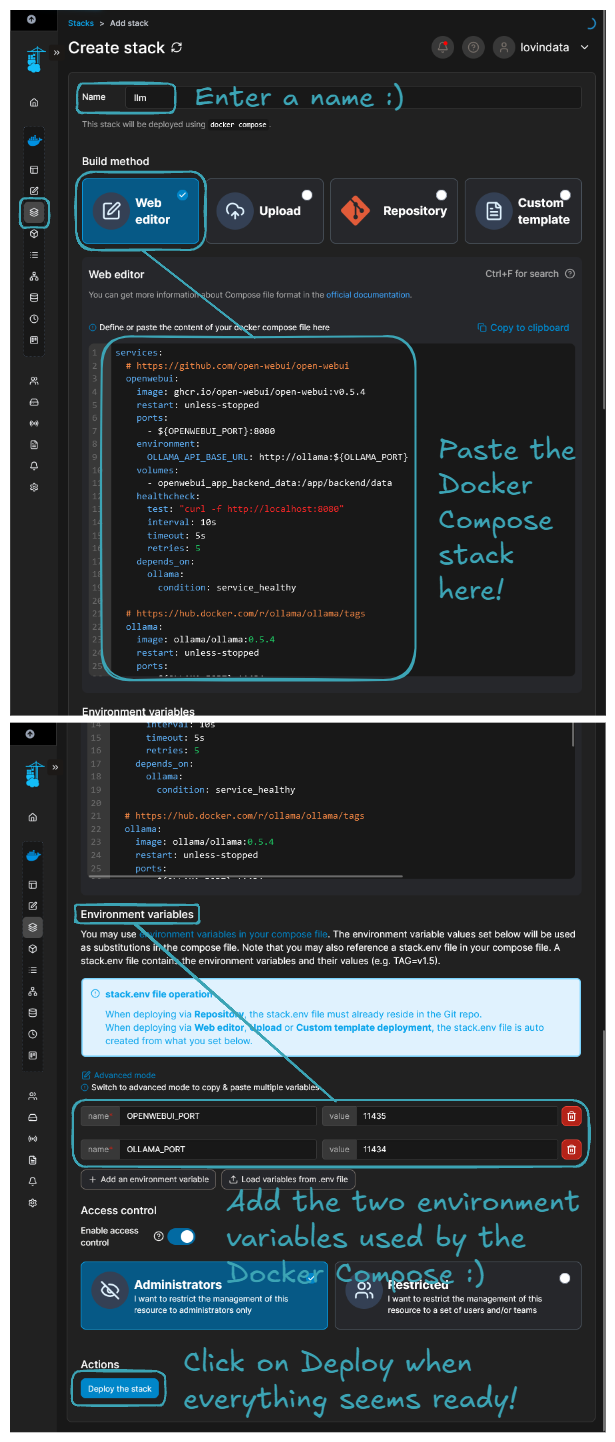 Stacks > Add stack
Create stack
lovindata
Name llm
Enter a name :)
This stack will be deployed using docker compose.
Build method
Web editor
Upload
Repository
Custom template
Web editor
Ctrl+F for search
You can get more information about Compose file format in the official documentation.
Define or paste the content of your docker compose file here
Copy to clipboard
1 services:
2 # https://github.com/open-webui/open-webui
3 openwebui:
4 image: ghcr.io/open-webui/open-webui:v0.5.4
5 restart: unless-stopped
6 ports:
7 - ${OPENWEBUI_PORT}:8080
8 environment:
9 OLLAMA_API_BASE_URL: http://ollama:${OLLAMA_PORT}
10 volumes:
11 - openwebui_app_backend_data:/app/backend/data
12 healthcheck:
13 test: "curl -f http://localhost:8080"
14 interval: 10s
15 timeout: 5s
16 retries: 5
17 depends_on:
18 ollama:
19 condition: service_healthy
20
21 # https://hub.docker.com/r/ollama/ollama/tags
22 ollama:
23 image: ollama/ollama:0.5.4
24 restart: unless-stopped
25 ports:
Paste the
Docker
Compose
stack
here!
Environment variables
14 interval: 10s
15 timeout: 5s
16 retries: 5
17 depends_on:
18 ollama:
19 condition: service_healthy
20
21 # https://hub.docker.com/r/ollama/ollama/tags
22 ollama:
23 image: ollama/ollama:0.5.4
24 restart: unless-stopped
25 ports:
Environment variables
You may use environment variables in your compose file. The environment variable values set below will be used
as substitutions in the compose file. Note that you may also reference a stack.env file in your compose file. A
stack.env file contains the environment variables and their values (e.g. TAG=v1.5).
stack.env file operation
When deploying via Repository, the stack.env file must already reside in the Git repo.
When deploying via Web editor, Upload or Custom template deployment, the stack.env file is auto
created from what you set below.
Advanced mode
Switch to advanced mode to copy & paste multiple variables
name* OPENWEBUI_PORT value 11435
name* OLLAMA_PORT value 11434
+ Add an environment variable
Load variables from .env file
Add the two environment
variables used by the
Docker Compose :)
Access control
Enable access
control
Administrators
I want to restrict the management of this
resource to administrators only
Restricted
I want to restrict the management of this
resource to a set of users and/or teams
Actions
Deploy the stack
Click on Deploy when
everything seems ready!